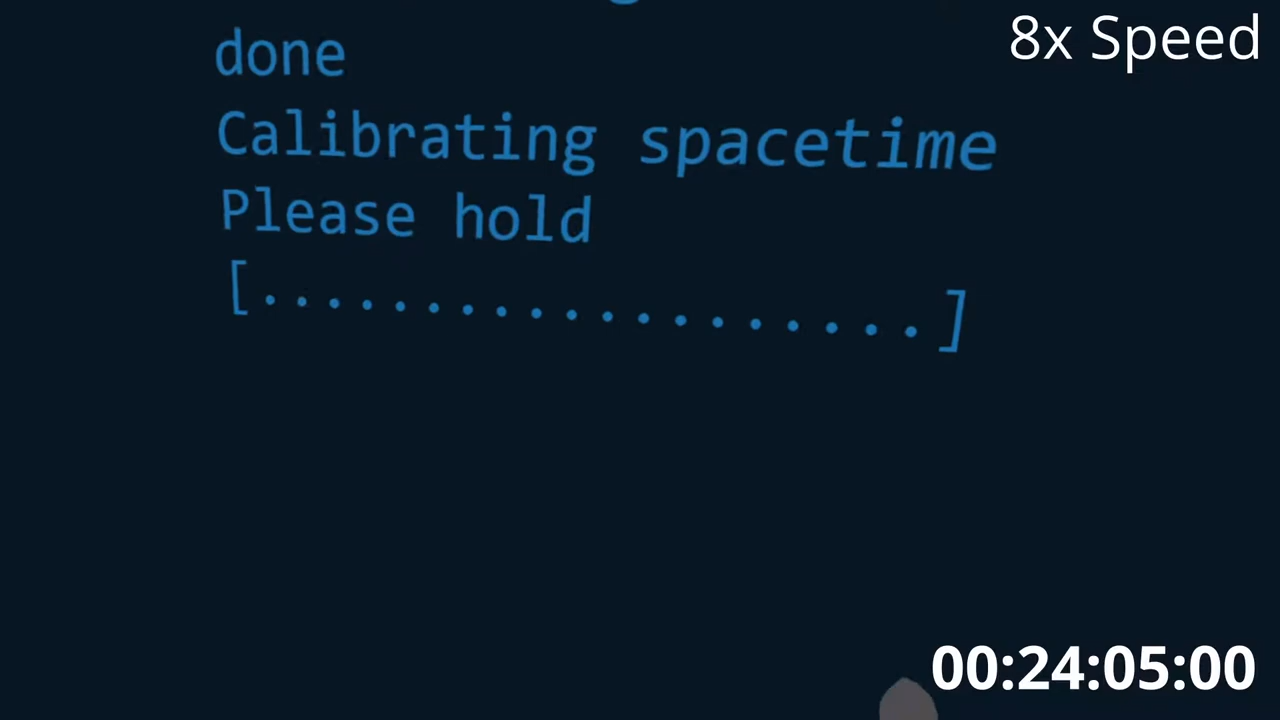 8x Speed
done
Calibrating spacetime
Please hold
[...................]
00:24:05:00